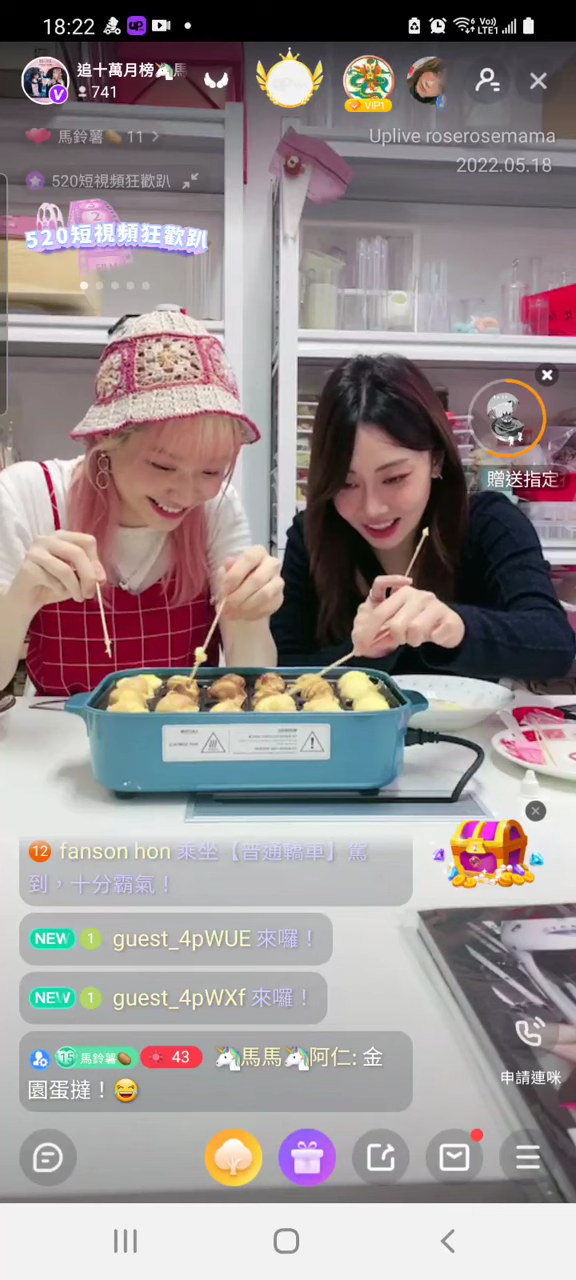 18:22
Vo))
LTE1
追十萬月榜🦄馬
741
V
VIP1
馬鈴薯🥔 11 >
Uplive roserosemama
2022.05.18
520短視頻狂歡趴
520短視頻狂歡趴
贈送指定
12 fanson hon 乘坐【普通轎車】駕
到，十分霸氣！
NEW 1 guest_4pWUE 來囉！
NEW 1 guest_4pWXf 來囉！
15 馬鈴薯🥔 43 🦄馬馬🦄阿仁: 金
園蛋撻！😂
申請連咪